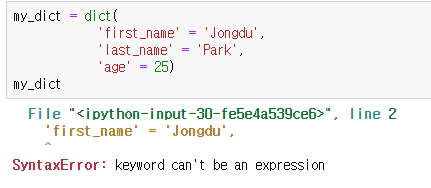 my_dict = dict(
'first_name' = 'Jongdu',
'last_name' = 'Park',
'age' = 25)
my_dict
File "<ipython-input-30-fe5e4a539ce6>", line 2
'first_name' = 'Jongdu',
^
SyntaxError: keyword can't be an expression